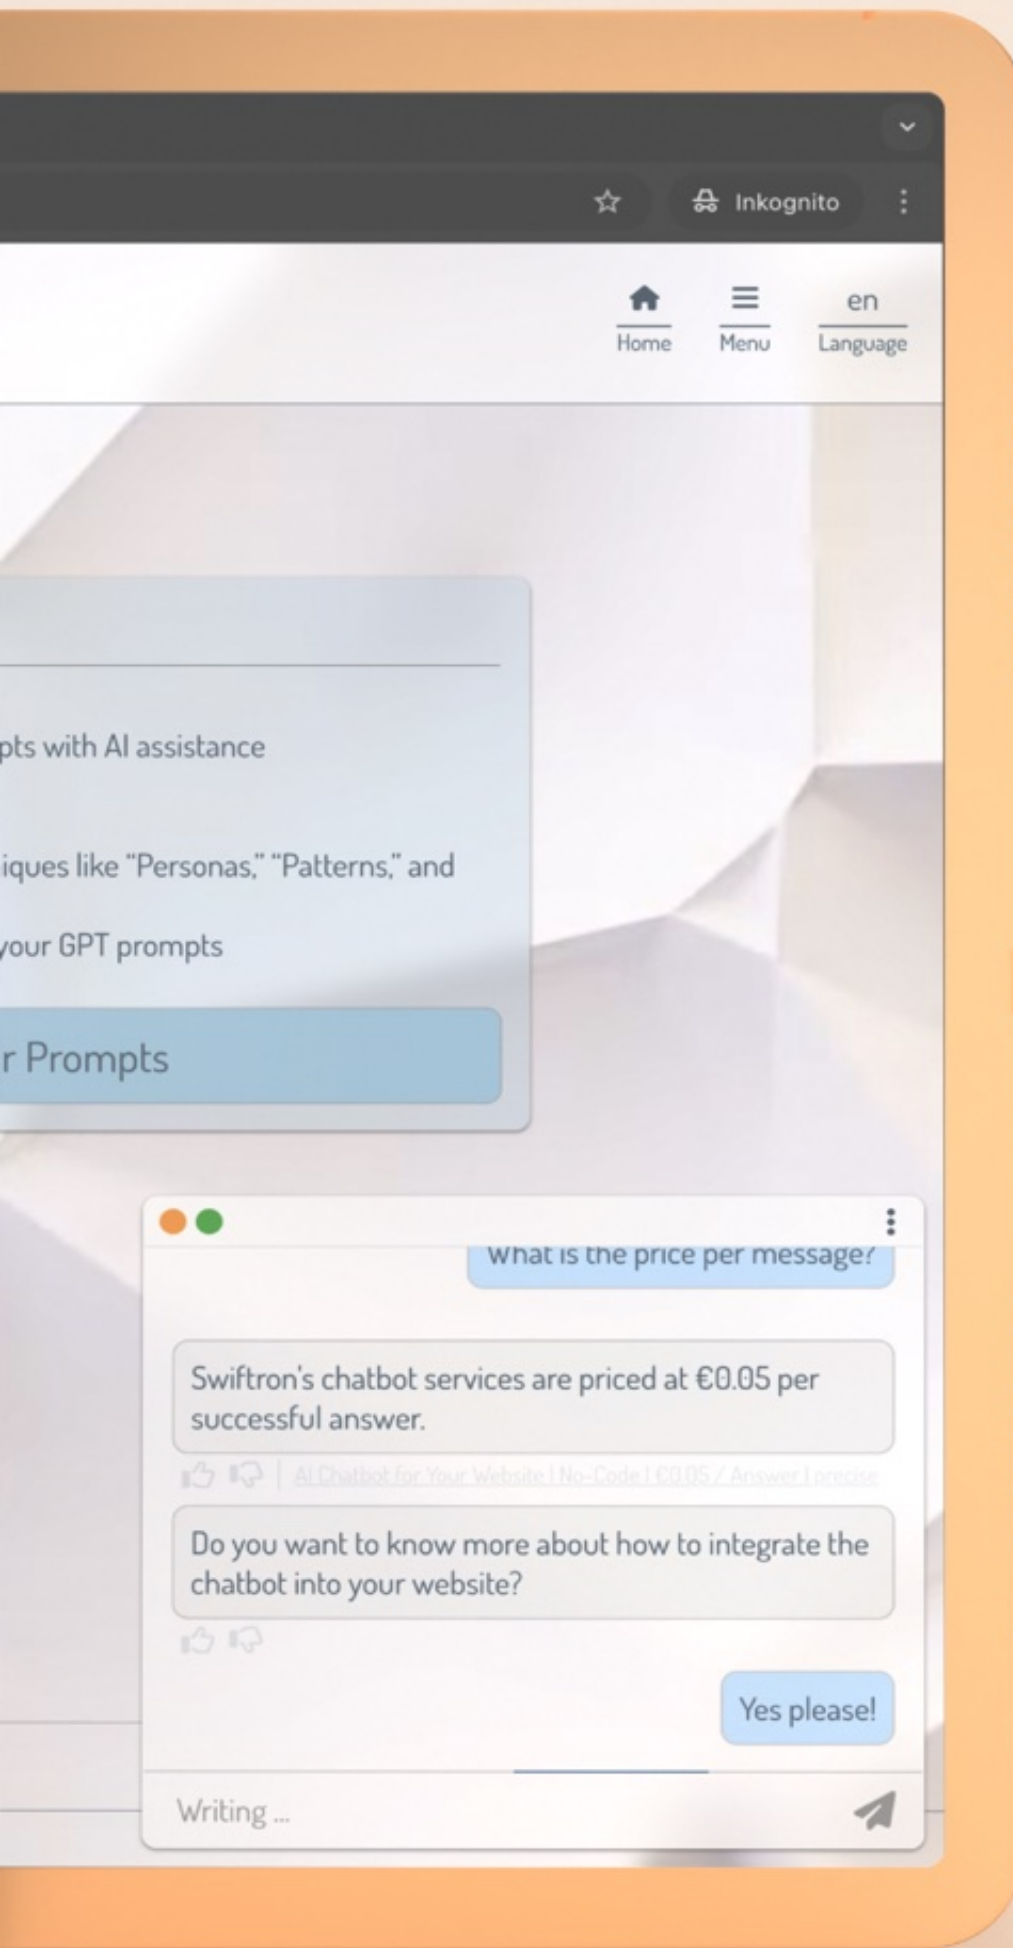 Inkognito
en
Home Menu Language
pts with AI assistance
iques like “Personas,” “Patterns,” and
your GPT prompts
r Prompts
What is the price per message?
Swiftron's chatbot services are priced at €0.05 per
successful answer.
AI Chatbot for Your Website | No-Code | €0.05 / Answer | precise
Do you want to know more about how to integrate the
chatbot into your website?
Yes please!
Writing ...